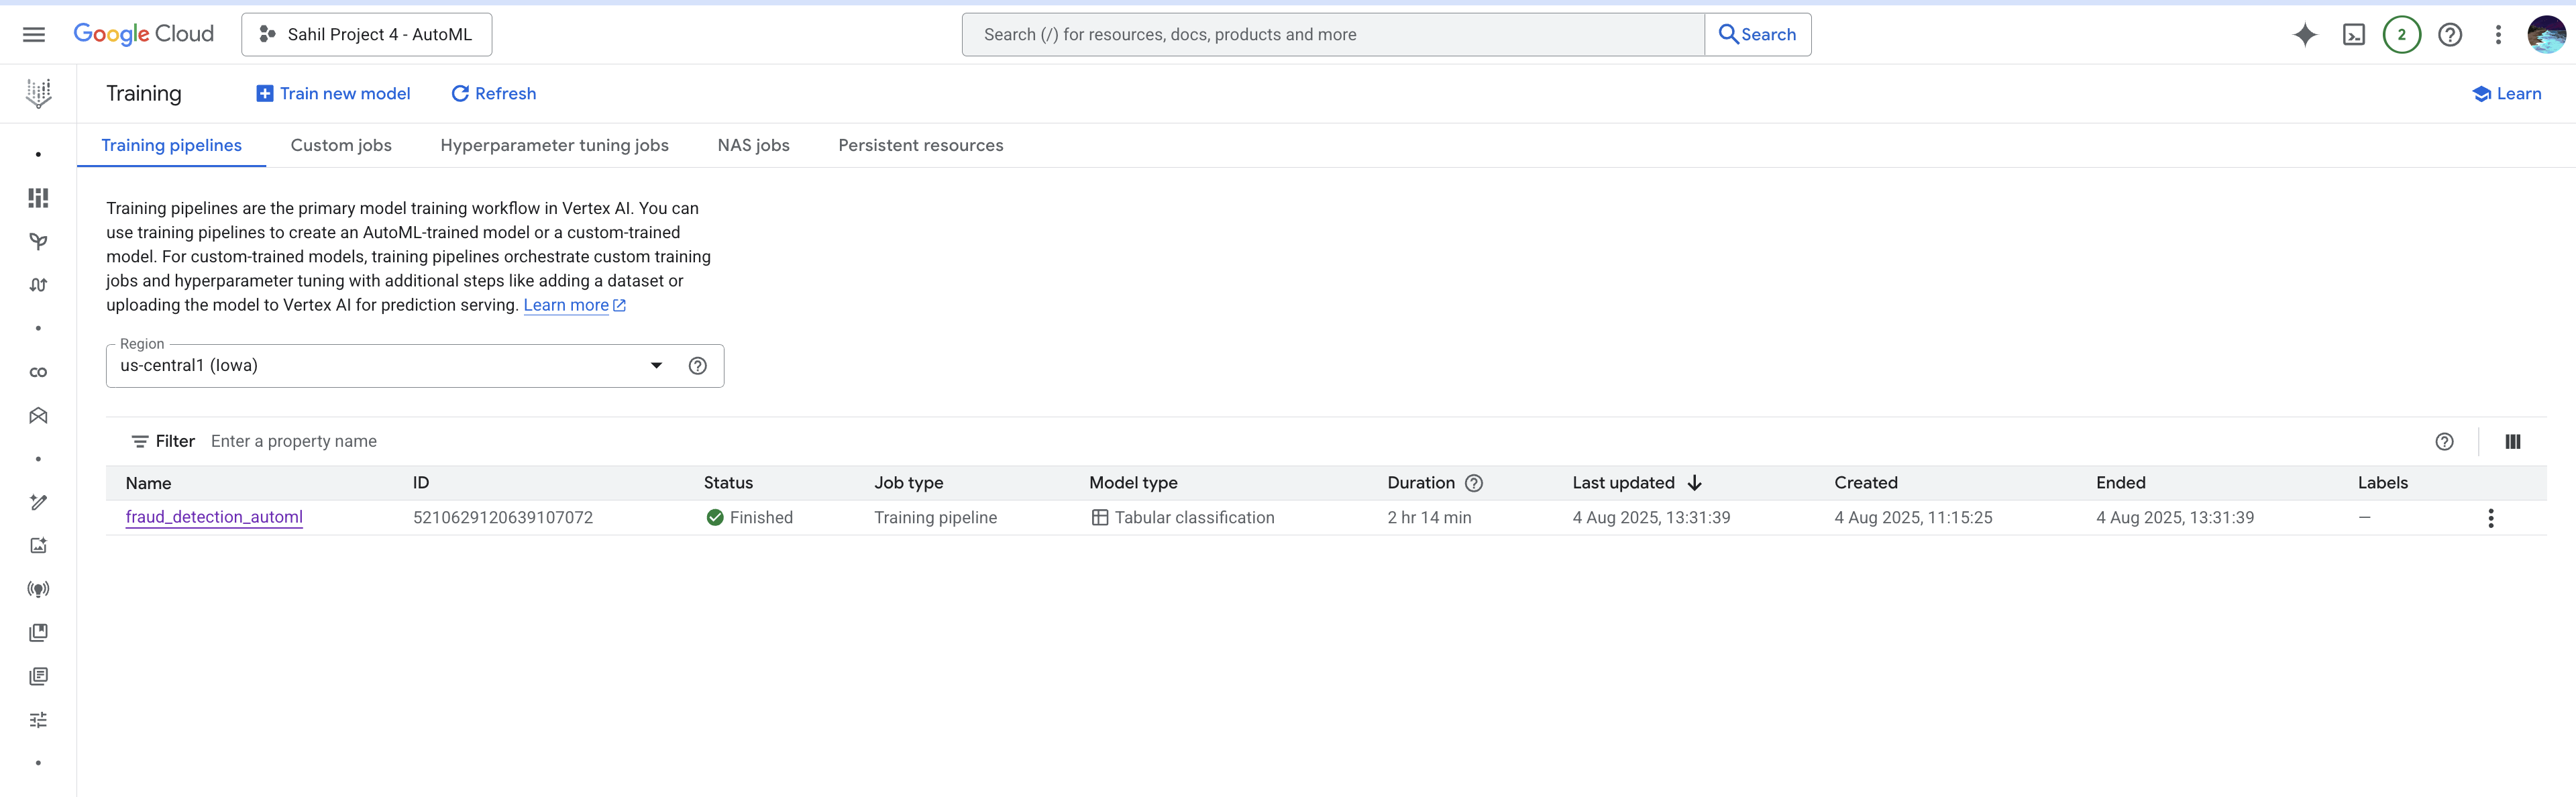 Google Cloud
Sahil Project 4 - AutoML
Search (/) for resources, docs, products and more
Search
2
Training
Train new model
Refresh
Learn
Training pipelines
Custom jobs
Hyperparameter tuning jobs
NAS jobs
Persistent resources
Training pipelines are the primary model training workflow in Vertex AI. You can
use training pipelines to create an AutoML-trained model or a custom-trained
model. For custom-trained models, training pipelines orchestrate custom training
jobs and hyperparameter tuning with additional steps like adding a dataset or
uploading the model to Vertex AI for prediction serving. Learn more
Region
us-central1 (Iowa)
Filter Enter a property name
Name ID Status Job type Model type Duration Last updated Created Ended Labels
fraud_detection_automl 5210629120639107072 Finished Training pipeline Tabular classification 2 hr 14 min 4 Aug 2025, 13:31:39 4 Aug 2025, 11:15:25 4 Aug 2025, 13:31:39 —